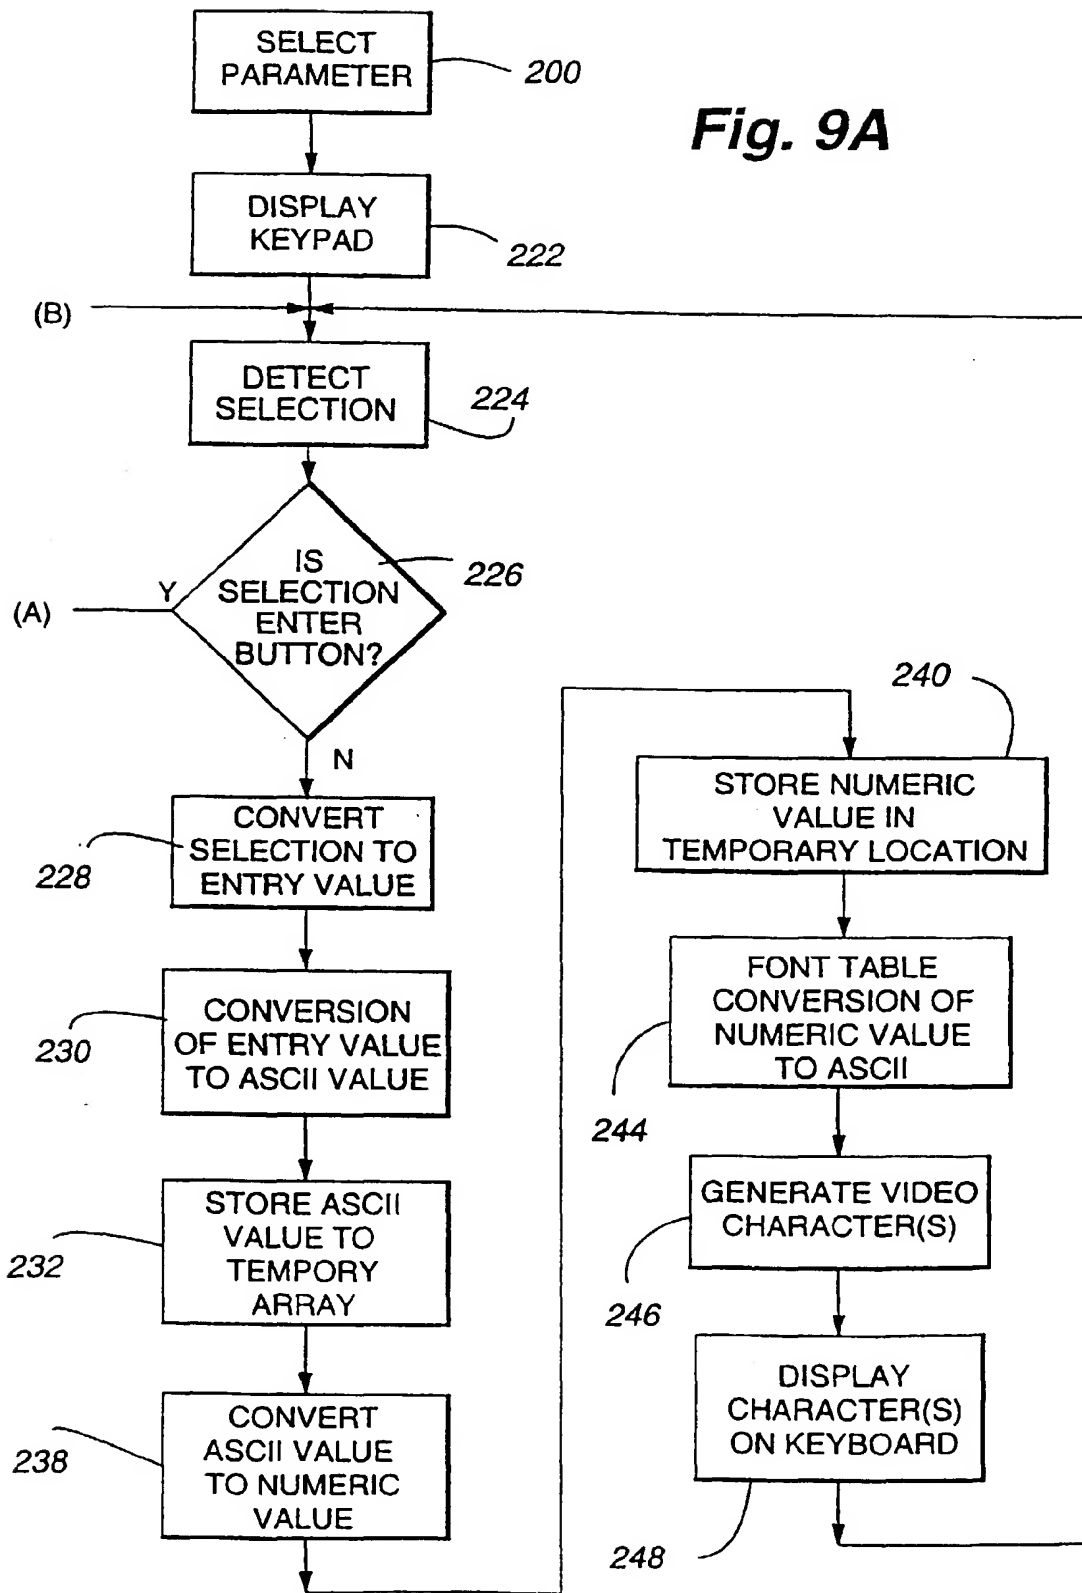 SELECT
PARAMETER
200
Fig. 9A
DISPLAY
KEYPAD
222
(B)
DETECT
SELECTION
224
IS
SELECTION
ENTER
BUTTON?
226
Y
(A)
N
CONVERT
SELECTION TO
ENTRY VALUE
228
CONVERSION
OF ENTRY VALUE
TO ASCII VALUE
230
STORE ASCII
VALUE TO
TEMPORY
ARRAY
232
CONVERT
ASCII VALUE
TO NUMERIC
VALUE
238
240
STORE NUMERIC
VALUE IN
TEMPORARY LOCATION
FONT TABLE
CONVERSION OF
NUMERIC VALUE
TO ASCII
244
GENERATE VIDEO
CHARACTER(S)
246
DISPLAY
CHARACTER(S)
ON KEYBOARD
248